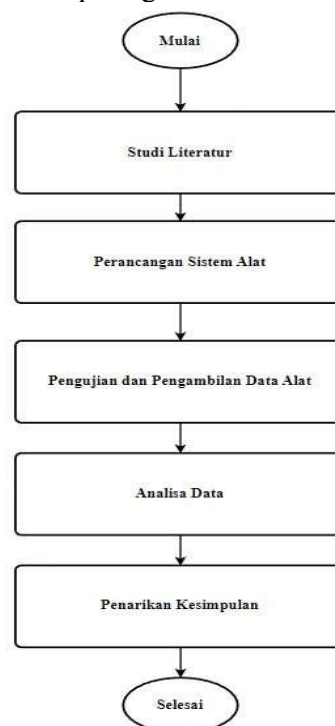 Mulai
Studi Literatur
Perancangan Sistem Alat
Pengujian dan Pengambilan Data Alat
Analisa Data
Penarikan Kesimpulan
Selesai